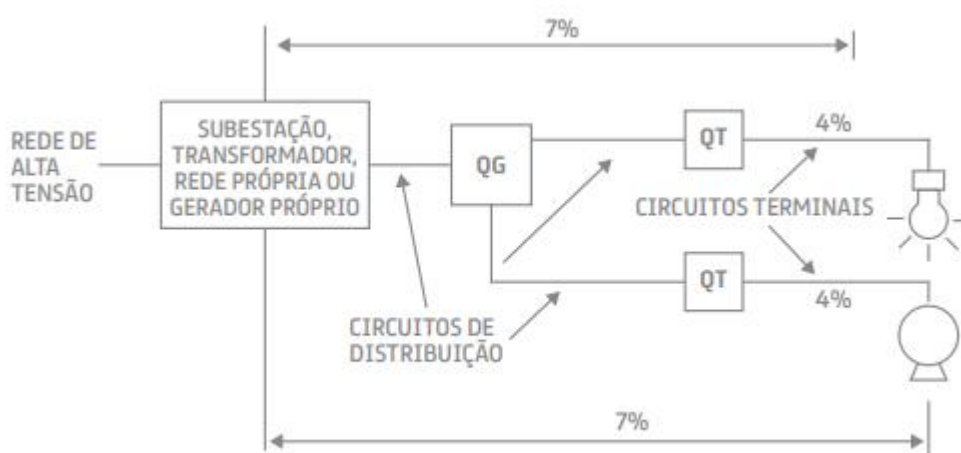 7%
REDE DE
ALTA
TENSÃO
SUBESTAÇÃO,
TRANSFORMADOR,
REDE PRÓPRIA OU
GERADOR PRÓPRIO
QG
QT
4%
CIRCUITOS TERMINAIS
QT
4%
CIRCUITOS DE
DISTRIBUIÇÃO
7%